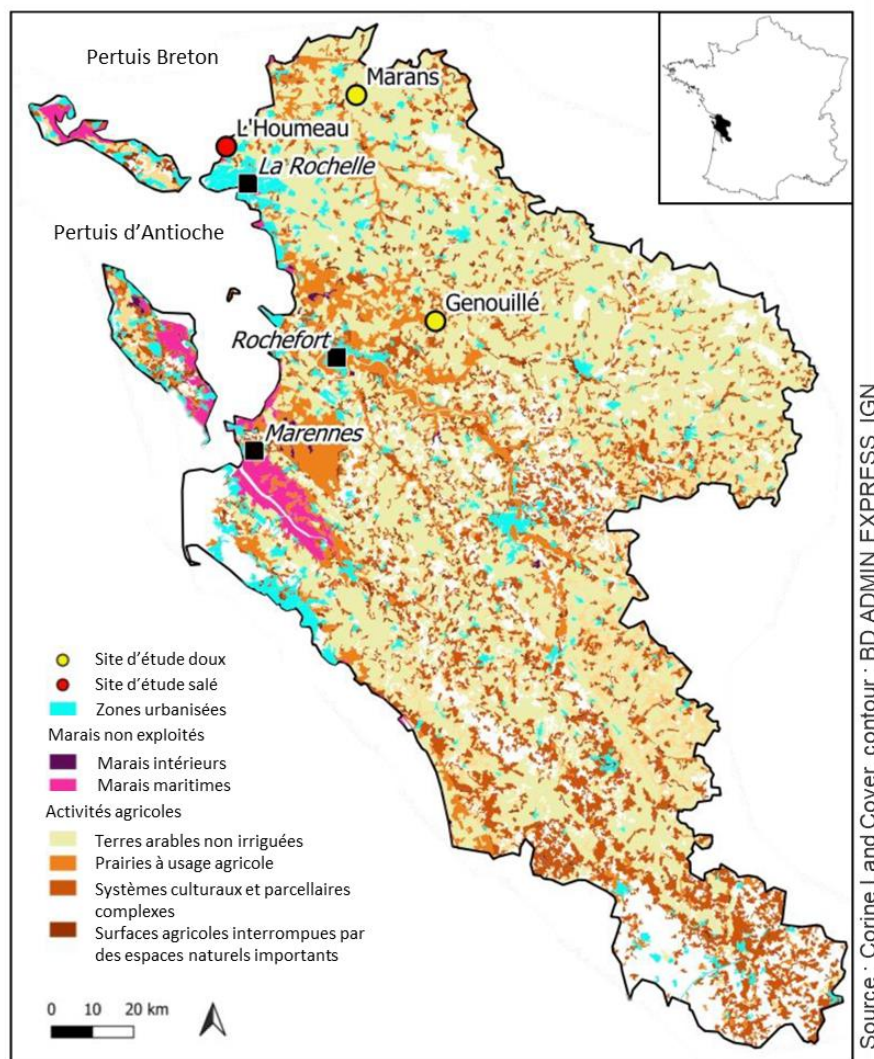 Pertuis Breton
Marans
L'Houmeau
La Rochelle
Pertuis d'Antioche
Genouillé
Rochefort
Marennes
Site d'étude doux
Site d'étude salé
Zones urbanisées
Marais non exploités
Marais intérieurs
Marais maritimes
Activités agricoles
Terres arables non irriguées
Prairies à usage agricole
Systèmes culturaux et parcellaires
complexes
Surfaces agricoles interrompues par
des espaces naturels importants
0 10 20 km
Source : Corine Land Cover, contour : BD ADMIN EXPRESS_IGN